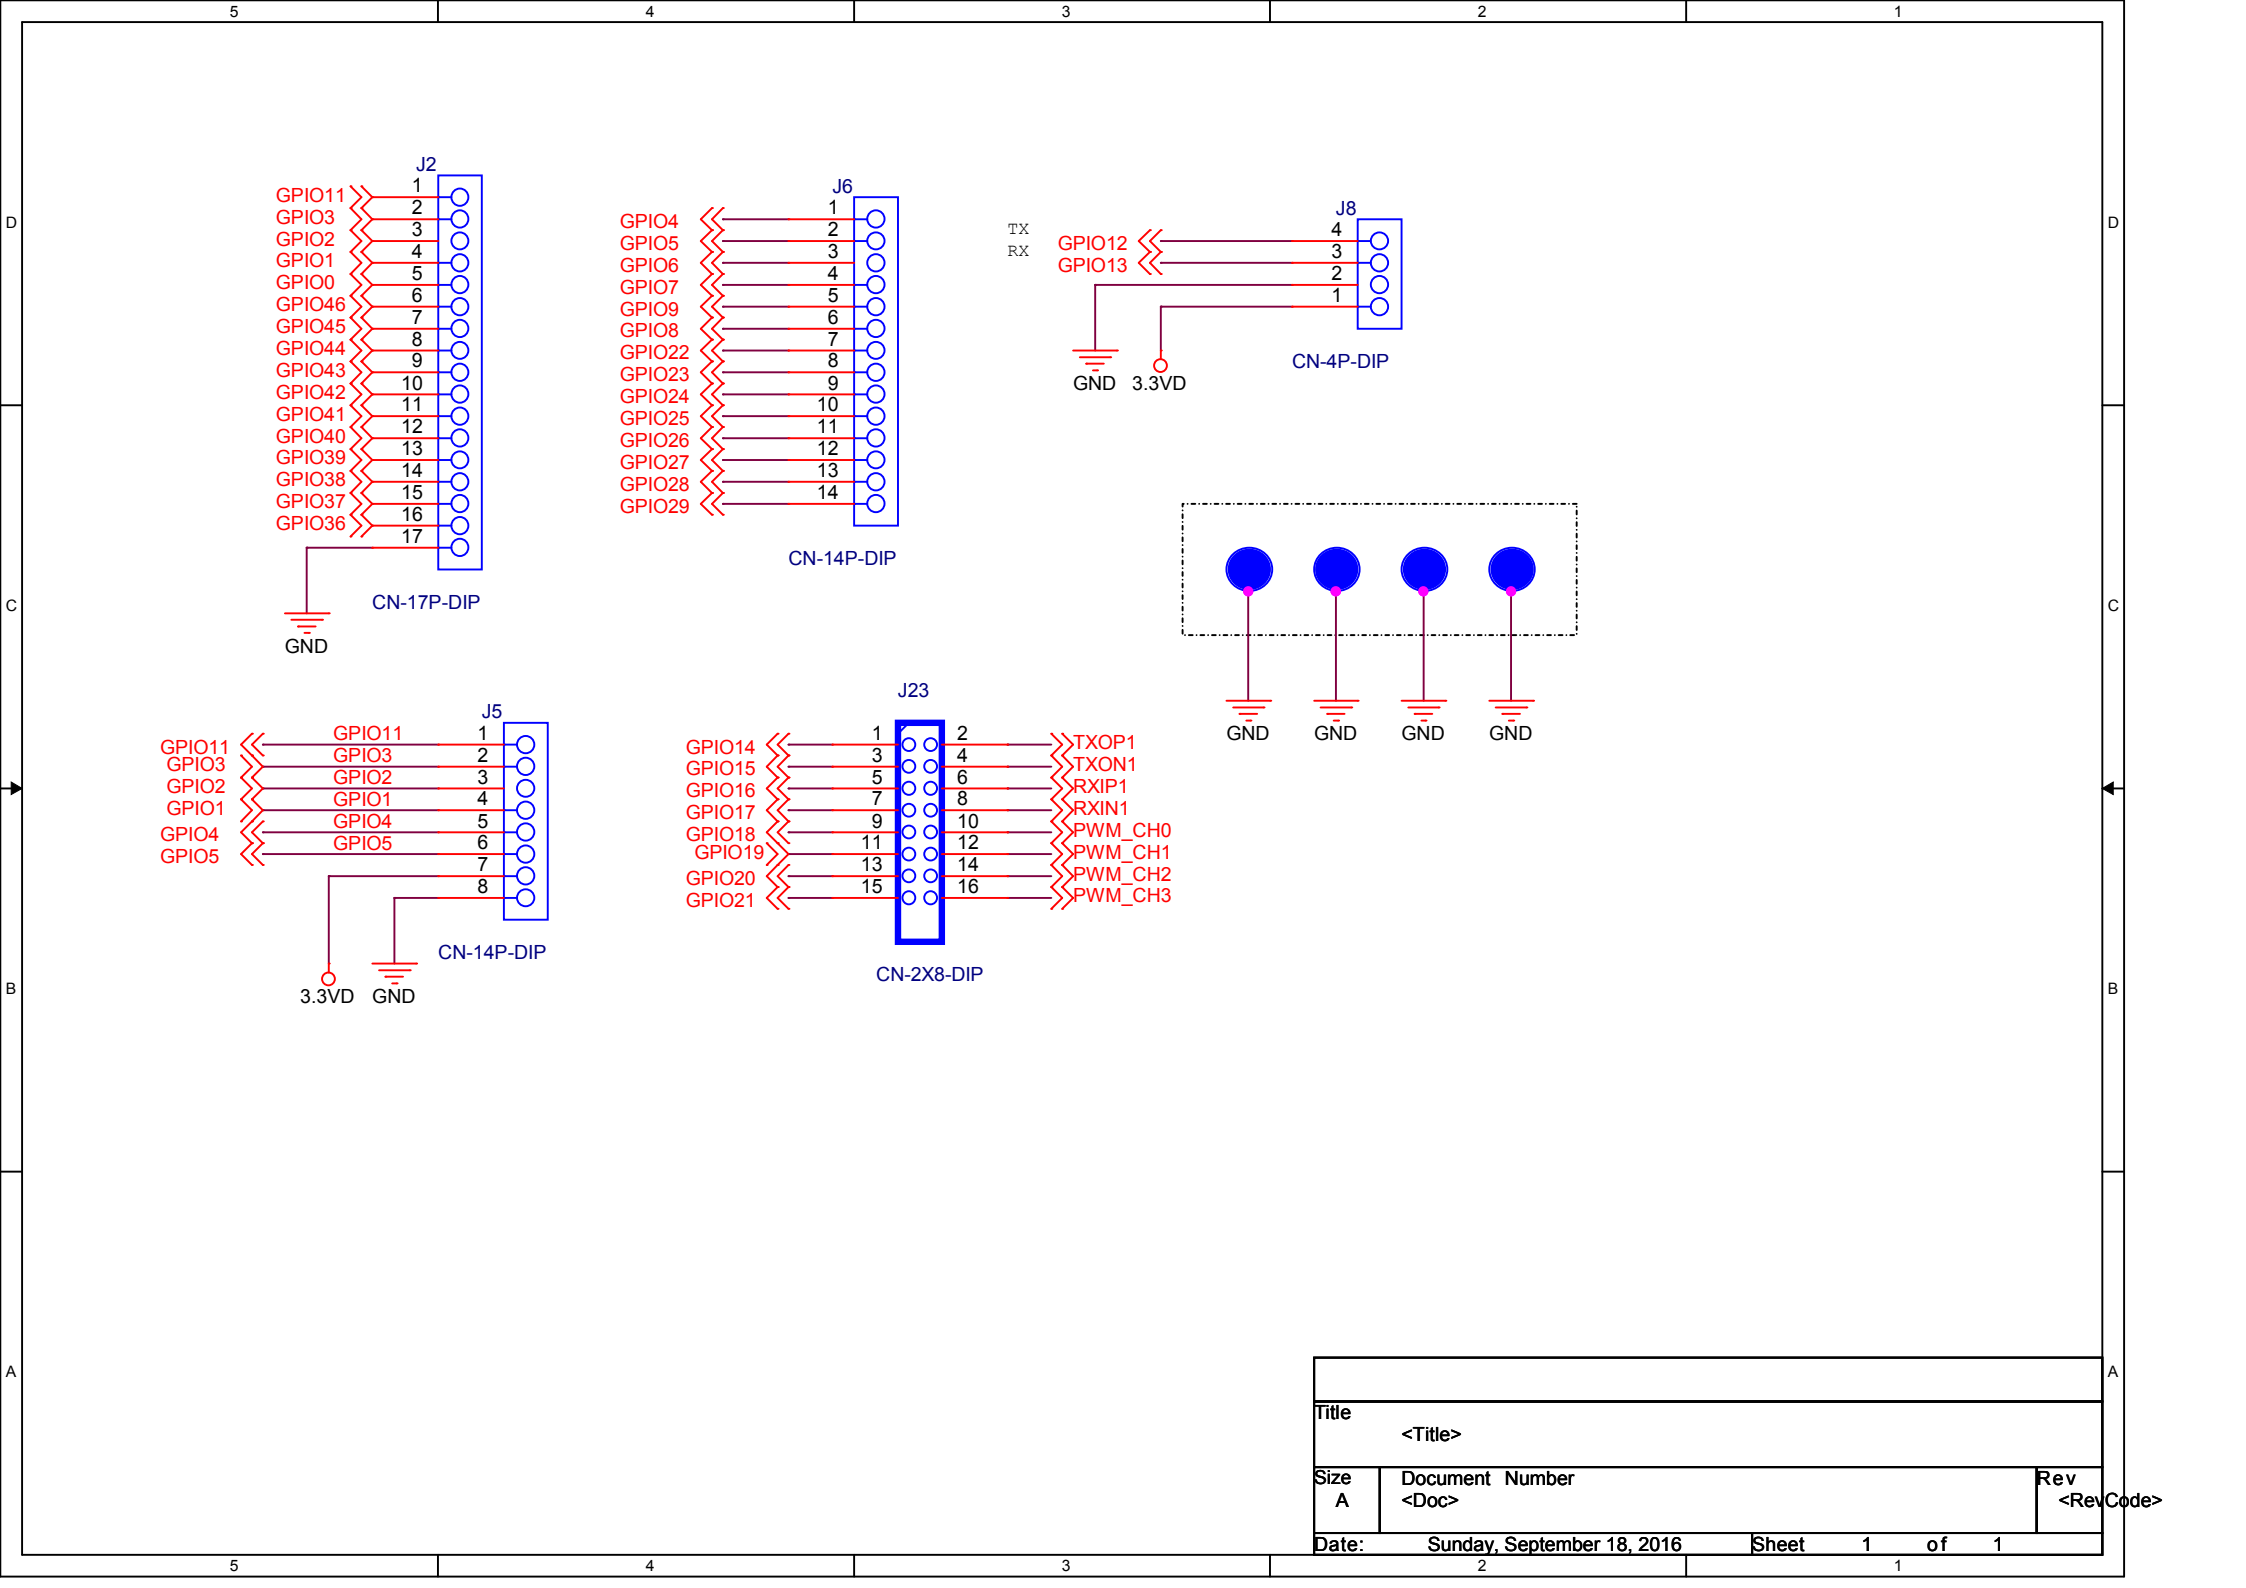 5 4 3 2 1
D D
C C
B B
A A
J2
GPIO11 1
GPIO3 2
GPIO2 3
GPIO1 4
GPIO0 5
GPIO46 6
GPIO45 7
GPIO44 8
GPIO43 9
GPIO42 10
GPIO41 11
GPIO40 12
GPIO39 13
GPIO38 14
GPIO37 15
GPIO36 16
17
GND
CN-17P-DIP
J6
GPIO4 1
GPIO5 2
GPIO6 3
GPIO7 4
GPIO9 5
GPIO8 6
GPIO22 7
GPIO23 8
GPIO24 9
GPIO25 10
GPIO26 11
GPIO27 12
GPIO28 13
GPIO29 14
CN-14P-DIP
J8
TX GPIO12 4
RX GPIO13 3
2
1
GND 3.3VD
CN-4P-DIP
GND GND GND GND
J5
GPIO11 GPIO11 1
GPIO3 GPIO3 2
GPIO2 GPIO2 3
GPIO1 GPIO1 4
GPIO4 GPIO4 5
GPIO5 GPIO5 6
7
8
CN-14P-DIP
3.3VD GND
J23
GPIO14 1 2 TXOP1
GPIO15 3 4 TXON1
GPIO16 5 6 RXIP1
GPIO17 7 8 RXIN1
GPIO18 9 10 PWM_CH0
GPIO19 11 12 PWM_CH1
GPIO20 13 14 PWM_CH2
GPIO21 15 16 PWM_CH3
CN-2X8-DIP
Title
<Title>
Size Document Number Rev
A <Doc> <RevCode>
Date: Sunday, September 18, 2016 Sheet 1 of 1
5 4 3 2 1